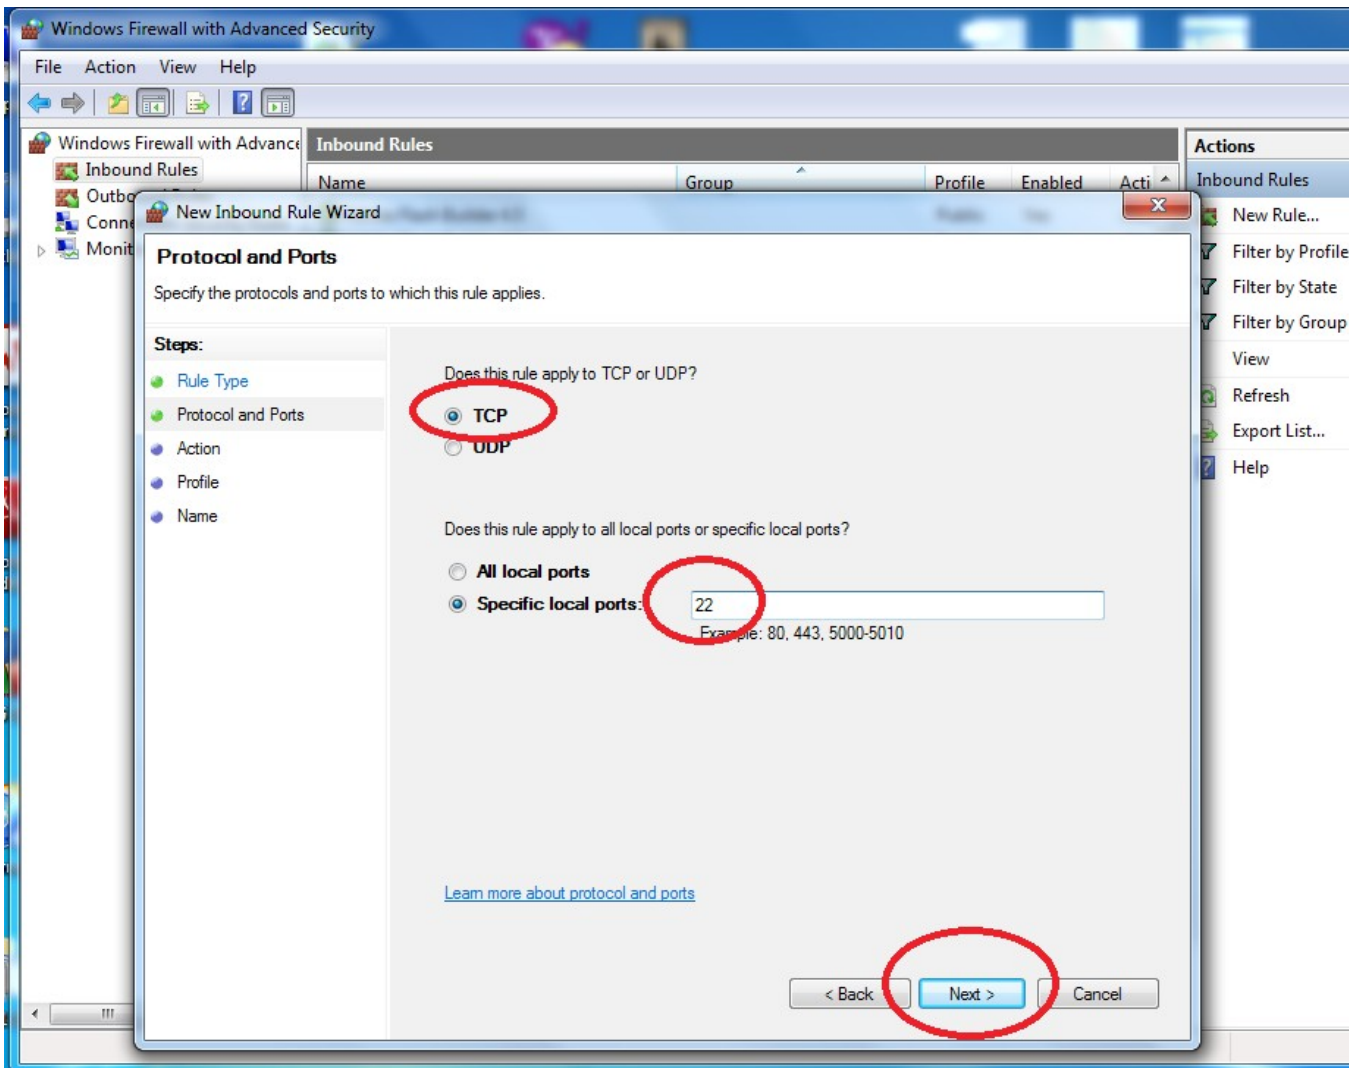 Windows Firewall with Advanced Security
File Action View Help
Windows Firewall with Advance
Inbound Rules
Outbo
Conne
Monit
Inbound Rules
Name Group Profile Enabled Acti
Actions
Inbound Rules
New Rule...
Filter by Profile
Filter by State
Filter by Group
View
Refresh
Export List...
Help
New Inbound Rule Wizard
Protocol and Ports
Specify the protocols and ports to which this rule applies.
Steps:
Rule Type
Protocol and Ports
Action
Profile
Name
Does this rule apply to TCP or UDP?
TCP
UDP
Does this rule apply to all local ports or specific local ports?
All local ports
Specific local ports: 22
Example: 80, 443, 5000-5010
Learn more about protocol and ports
< Back Next > Cancel